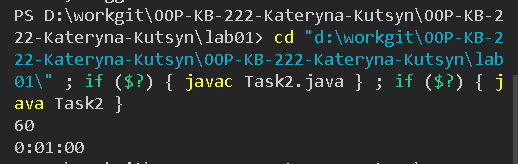 PS D:\workgit\OOP-KB-222-Kateryna-Kutsyn\OOP-KB-2
22-Kateryna-Kutsyn\lab01> cd "d:\workgit\OOP-KB-2
22-Kateryna-Kutsyn\OOP-KB-222-Kateryna-Kutsyn\lab
01\" ; if ($?) { javac Task2.java } ; if ($?) { j
ava Task2 }
60
0:01:00